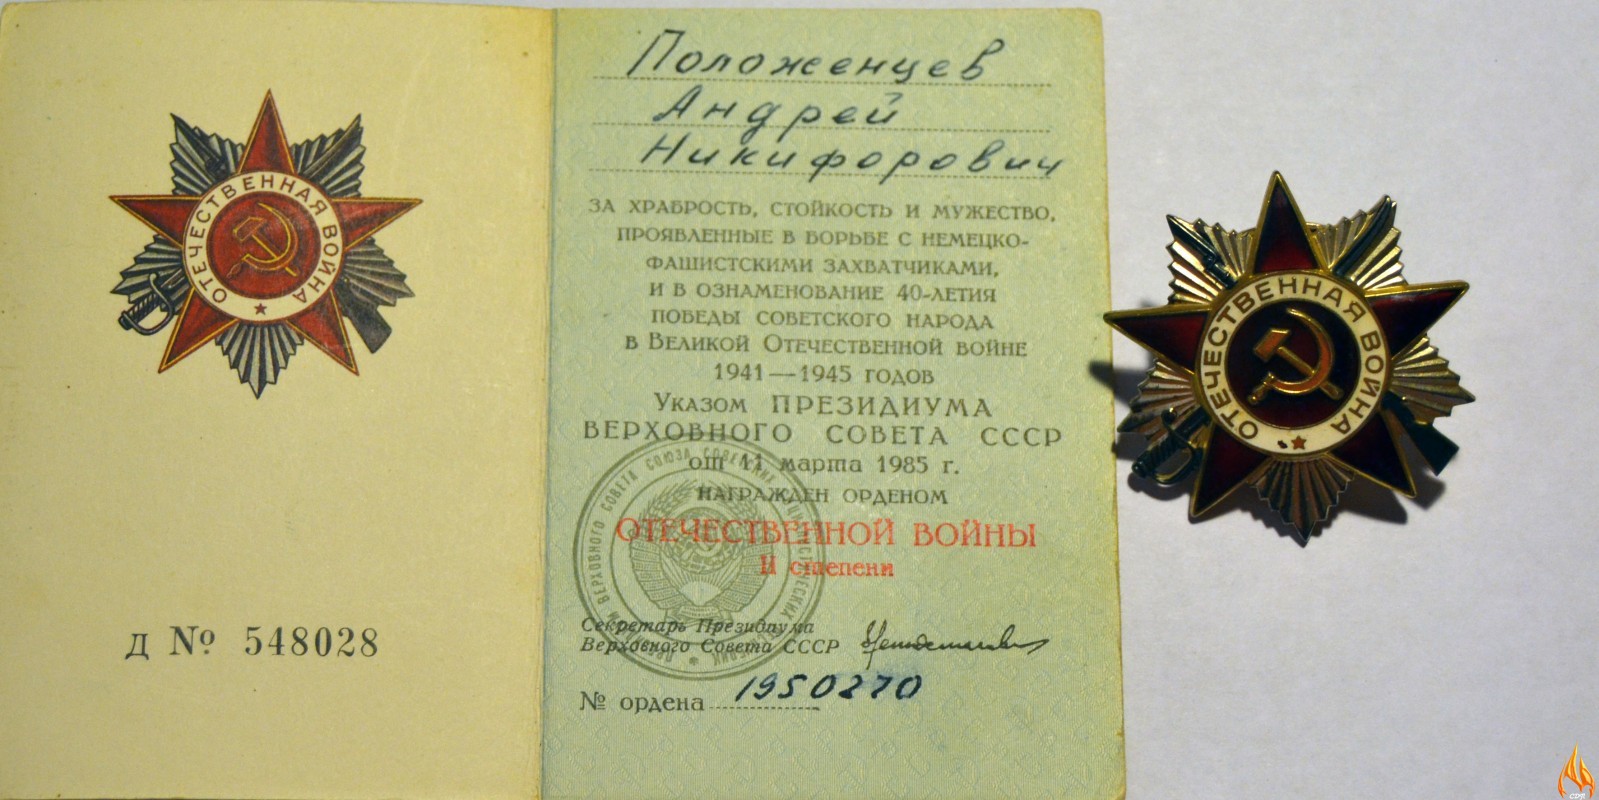 ОТЕЧЕСТВЕННАЯ ВОЙНА
Д № 548028
Положенцев
Андрей
Никифорович
ЗА ХРАБРОСТЬ, СТОЙКОСТЬ И МУЖЕСТВО,
ПРОЯВЛЕННЫЕ В БОРЬБЕ С НЕМЕЦКО-
ФАШИСТСКИМИ ЗАХВАТЧИКАМИ,
И В ОЗНАМЕНОВАНИЕ 40-ЛЕТИЯ
ПОБЕДЫ СОВЕТСКОГО НАРОДА
В ВЕЛИКОЙ ОТЕЧЕСТВЕННОЙ ВОЙНЕ
1941—1945 ГОДОВ
УКАЗОМ ПРЕЗИДИУМА
ВЕРХОВНОГО СОВЕТА СССР
от 11 марта 1985 г.
НАГРАЖДЕН ОРДЕНОМ
ОТЕЧЕСТВЕННОЙ ВОЙНЫ
II степени
Секретарь Президиума
Верховного Совета СССР
№ ордена 1950270
ОТЕЧЕСТВЕННАЯ ВОЙНА